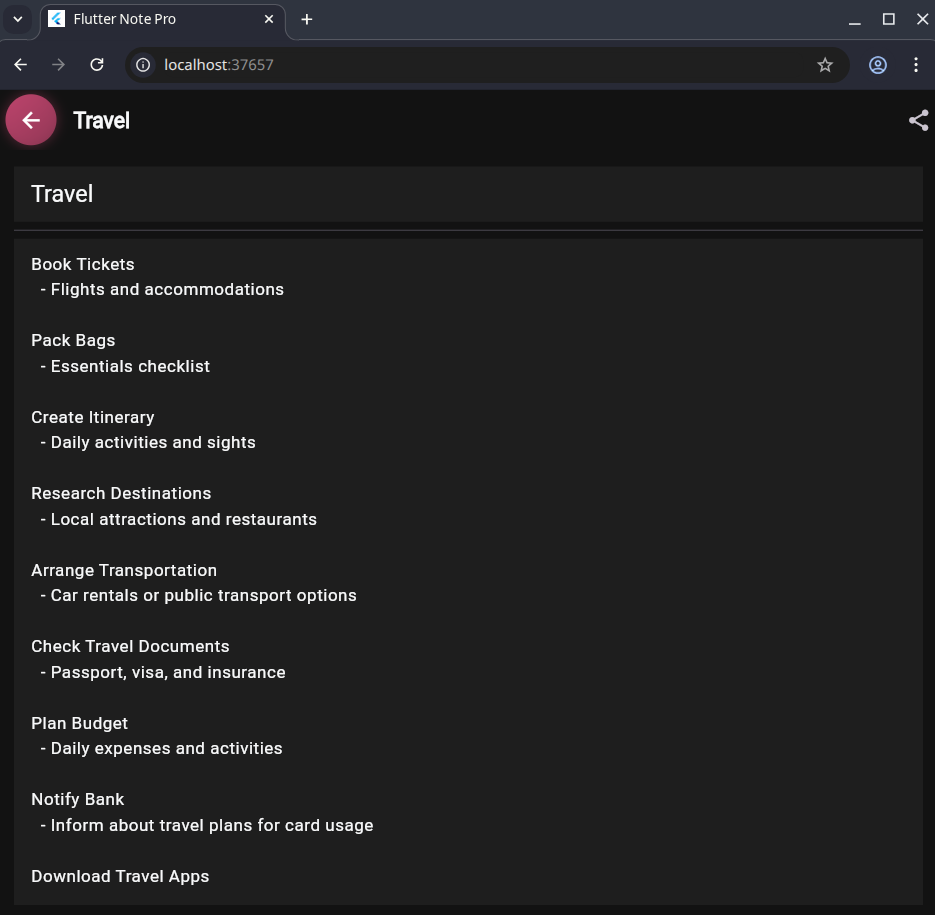 Flutter Note Pro
localhost:37657
Travel
Travel
Book Tickets
- Flights and accommodations
Pack Bags
- Essentials checklist
Create Itinerary
- Daily activities and sights
Research Destinations
- Local attractions and restaurants
Arrange Transportation
- Car rentals or public transport options
Check Travel Documents
- Passport, visa, and insurance
Plan Budget
- Daily expenses and activities
Notify Bank
- Inform about travel plans for card usage
Download Travel Apps